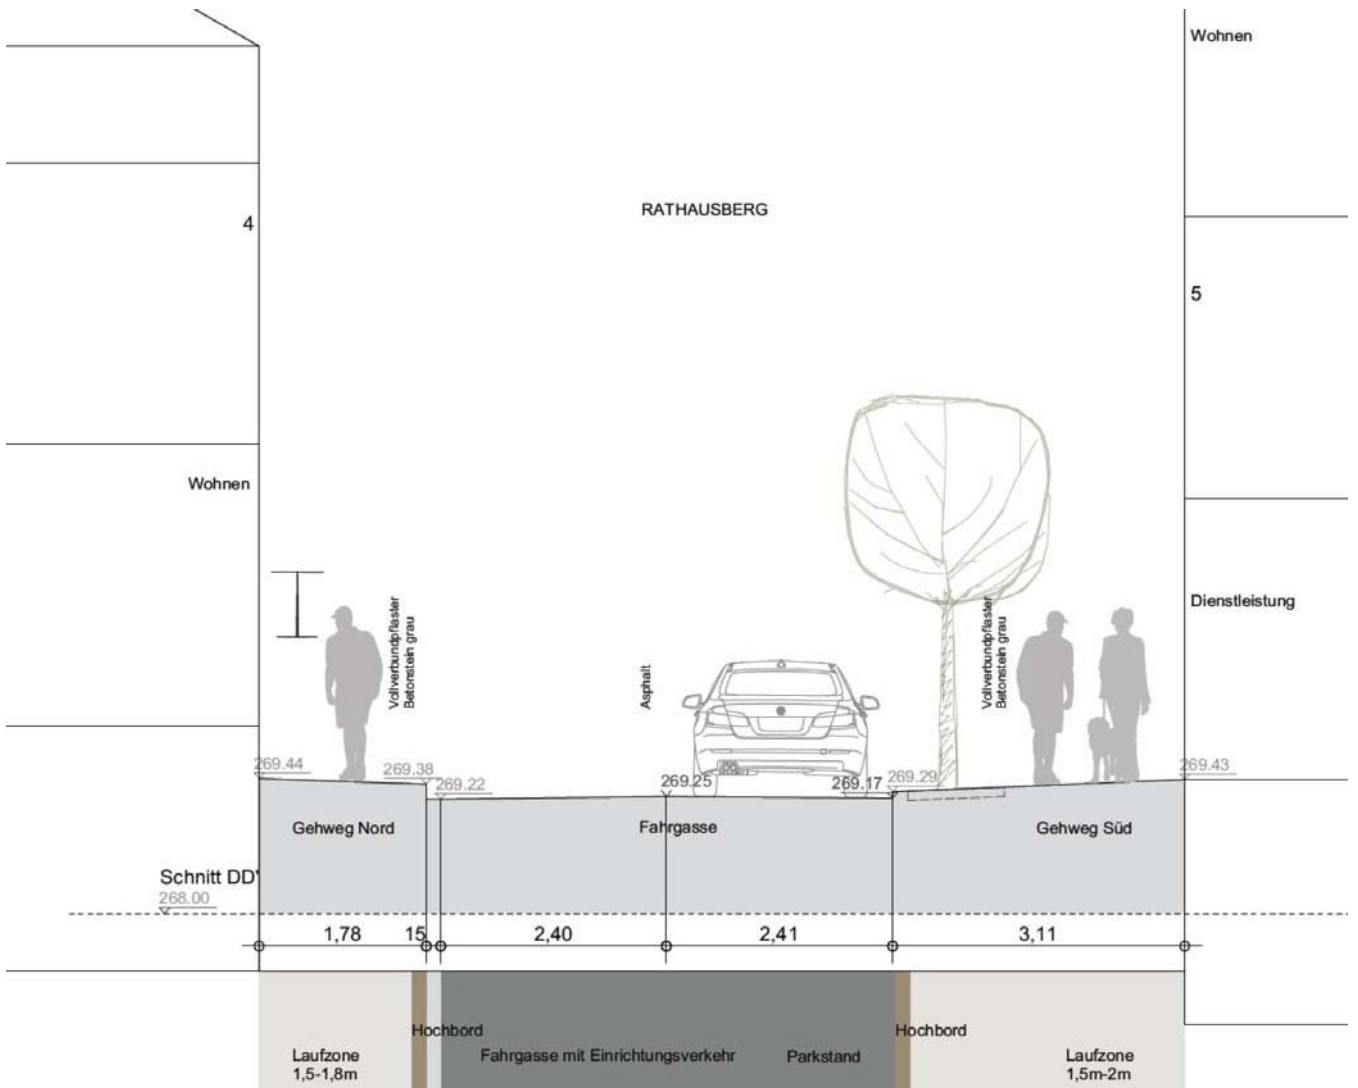 Wohnen
4
RATHAUSBERG
5
Wohnen
Dienstleistung
Vollverbundpflaster
Betonstein grau
Asphalt
Vollverbundpflaster
Betonstein grau
269.44
269.38
269.22
269.25
269.17
269.29
269.43
Gehweg Nord
Fahrgasse
Gehweg Süd
Schnitt DD'
268.00
1,78
15
2,40
2,41
3,11
Hochbord
Hochbord
Laufzone
1,5-1,8m
Fahrgasse mit Einrichtungsverkehr
Parkstand
Laufzone
1,5m-2m